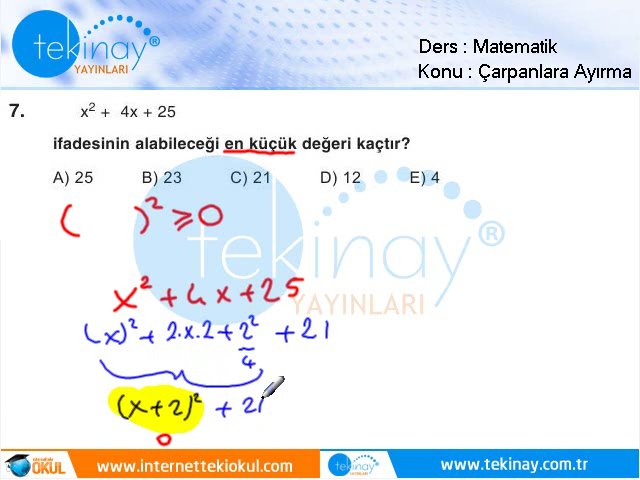 tekinay®
YAYINLARI
Ders : Matematik
Konu : Çarpanlara Ayırma
7. x² + 4x + 25
ifadesinin alabileceği en küçük değeri kaçtır?
A) 25 B) 23 C) 21 D) 12 E) 4
( )² ≥ 0
tekinay®
YAYINLARI
x² + 4x + 25
(x)² + 2.x.2 + 2² + 21
4
(x+2)² + 21
0
internetteki
OKUL
www.internettekiokul.com
tekinay®
YAYINLARI
www.tekinay.com.tr